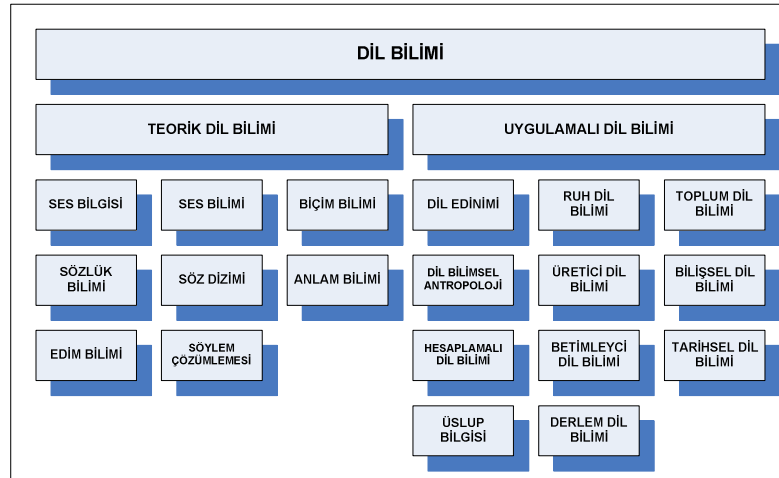 DİL BİLİMİ
TEORİK DİL BİLİMİ
UYGULAMALI DİL BİLİMİ
SES BİLGİSİ
SES BİLİMİ
BİÇİM BİLİMİ
DİL EDİNİMİ
RUH DİL
BİLİMİ
TOPLUM DİL
BİLİMİ
SÖZLÜK
BİLİMİ
SÖZ DİZİMİ
ANLAM BİLİMİ
DİL BİLİMSEL
ANTROPOLOJİ
ÜRETİCİ DİL
BİLİMİ
BİLİŞSEL DİL
BİLİMİ
EDİM BİLİMİ
SÖYLEM
ÇÖZÜMLEMESİ
HESAPLAMALI
DİL BİLİMİ
BETİMLEYCİ
DİL BİLİMİ
TARİHSEL DİL
BİLİMİ
ÜSLUP
BİLGİSİ
DERLEM DİL
BİLİMİ